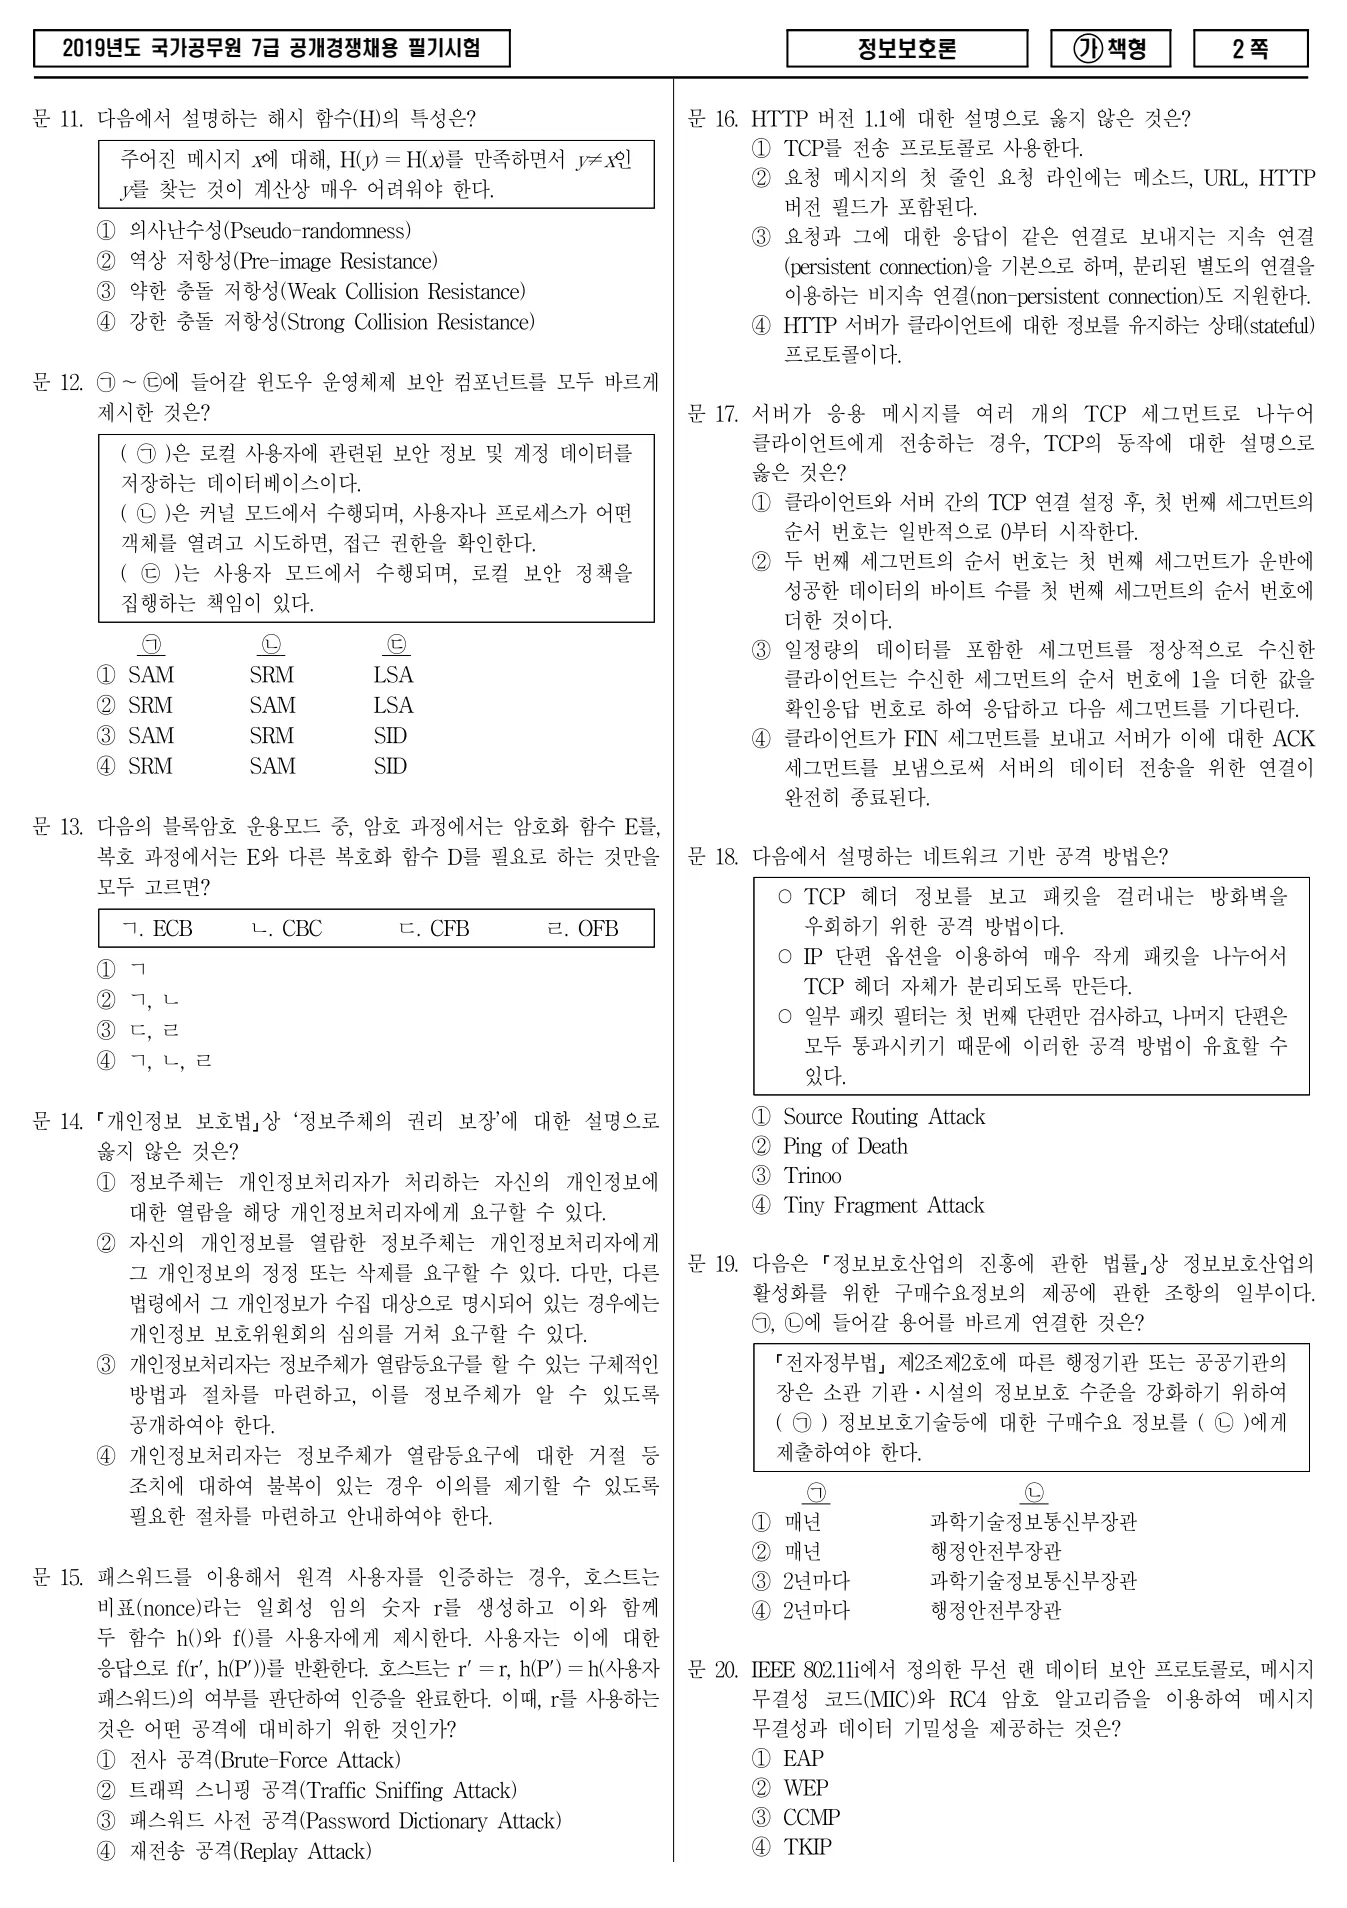 2019년도 국가공무원 7급 공개경쟁채용 필기시험
정보보호론
㉮ 책형
2 쪽
문 11. 다음에서 설명하는 해시 함수(H)의 특성은?
주어진 메시지 x에 대해, H(y) = H(x)를 만족하면서 y≠x인
y를 찾는 것이 계산상 매우 어려워야 한다.
① 의사난수성(Pseudo-randomness)
② 역상 저항성(Pre-image Resistance)
③ 약한 충돌 저항성(Weak Collision Resistance)
④ 강한 충돌 저항성(Strong Collision Resistance)
문 12. ㉠ ~ ㉢에 들어갈 윈도우 운영체제 보안 컴포넌트를 모두 바르게
제시한 것은?
( ㉠ )은 로컬 사용자에 관련된 보안 정보 및 계정 데이터를
저장하는 데이터베이스이다.
( ㉡ )은 커널 모드에서 수행되며, 사용자나 프로세스가 어떤
객체를 열려고 시도하면, 접근 권한을 확인한다.
( ㉢ )는 사용자 모드에서 수행되며, 로컬 보안 정책을
집행하는 책임이 있다.
㉠ ㉡ ㉢
① SAM SRM LSA
② SRM SAM LSA
③ SAM SRM SID
④ SRM SAM SID
문 13. 다음의 블록암호 운용모드 중, 암호 과정에서는 암호화 함수 E를,
복호 과정에서는 E와 다른 복호화 함수 D를 필요로 하는 것만을
모두 고르면?
ㄱ. ECB ㄴ. CBC ㄷ. CFB ㄹ. OFB
① ㄱ
② ㄱ, ㄴ
③ ㄷ, ㄹ
④ ㄱ, ㄴ, ㄹ
문 14. 「개인정보 보호법」상 ‘정보주체의 권리 보장’에 대한 설명으로
옳지 않은 것은?
① 정보주체는 개인정보처리자가 처리하는 자신의 개인정보에
대한 열람을 해당 개인정보처리자에게 요구할 수 있다.
② 자신의 개인정보를 열람한 정보주체는 개인정보처리자에게
그 개인정보의 정정 또는 삭제를 요구할 수 있다. 다만, 다른
법령에서 그 개인정보가 수집 대상으로 명시되어 있는 경우에는
개인정보 보호위원회의 심의를 거쳐 요구할 수 있다.
③ 개인정보처리자는 정보주체가 열람등요구를 할 수 있는 구체적인
방법과 절차를 마련하고, 이를 정보주체가 알 수 있도록
공개하여야 한다.
④ 개인정보처리자는 정보주체가 열람등요구에 대한 거절 등
조치에 대하여 불복이 있는 경우 이의를 제기할 수 있도록
필요한 절차를 마련하고 안내하여야 한다.
문 15. 패스워드를 이용해서 원격 사용자를 인증하는 경우, 호스트는
비표(nonce)라는 일회성 임의 숫자 r를 생성하고 이와 함께
두 함수 h()와 f()를 사용자에게 제시한다. 사용자는 이에 대한
응답으로 f(r′, h(P′))를 반환한다. 호스트는 r′ = r, h(P′) = h(사용자
패스워드)의 여부를 판단하여 인증을 완료한다. 이때, r를 사용하는
것은 어떤 공격에 대비하기 위한 것인가?
① 전사 공격(Brute-Force Attack)
② 트래픽 스니핑 공격(Traffic Sniffing Attack)
③ 패스워드 사전 공격(Password Dictionary Attack)
④ 재전송 공격(Replay Attack)
문 16. HTTP 버전 1.1에 대한 설명으로 옳지 않은 것은?
① TCP를 전송 프로토콜로 사용한다.
② 요청 메시지의 첫 줄인 요청 라인에는 메소드, URL, HTTP
버전 필드가 포함된다.
③ 요청과 그에 대한 응답이 같은 연결로 보내지는 지속 연결
(persistent connection)을 기본으로 하며, 분리된 별도의 연결을
이용하는 비지속 연결(non-persistent connection)도 지원한다.
④ HTTP 서버가 클라이언트에 대한 정보를 유지하는 상태(stateful)
프로토콜이다.
문 17. 서버가 응용 메시지를 여러 개의 TCP 세그먼트로 나누어
클라이언트에게 전송하는 경우, TCP의 동작에 대한 설명으로
옳은 것은?
① 클라이언트와 서버 간의 TCP 연결 설정 후, 첫 번째 세그먼트의
순서 번호는 일반적으로 0부터 시작한다.
② 두 번째 세그먼트의 순서 번호는 첫 번째 세그먼트가 운반에
성공한 데이터의 바이트 수를 첫 번째 세그먼트의 순서 번호에
더한 것이다.
③ 일정량의 데이터를 포함한 세그먼트를 정상적으로 수신한
클라이언트는 수신한 세그먼트의 순서 번호에 1을 더한 값을
확인응답 번호로 하여 응답하고 다음 세그먼트를 기다린다.
④ 클라이언트가 FIN 세그먼트를 보내고 서버가 이에 대한 ACK
세그먼트를 보냄으로써 서버의 데이터 전송을 위한 연결이
완전히 종료된다.
문 18. 다음에서 설명하는 네트워크 기반 공격 방법은?
○ TCP 헤더 정보를 보고 패킷을 걸러내는 방화벽을
우회하기 위한 공격 방법이다.
○ IP 단편 옵션을 이용하여 매우 작게 패킷을 나누어서
TCP 헤더 자체가 분리되도록 만든다.
○ 일부 패킷 필터는 첫 번째 단편만 검사하고, 나머지 단편은
모두 통과시키기 때문에 이러한 공격 방법이 유효할 수
있다.
① Source Routing Attack
② Ping of Death
③ Trinoo
④ Tiny Fragment Attack
문 19. 다음은 「정보보호산업의 진흥에 관한 법률」상 정보보호산업의
활성화를 위한 구매수요정보의 제공에 관한 조항의 일부이다.
㉠, ㉡에 들어갈 용어를 바르게 연결한 것은?
「전자정부법」 제2조제2호에 따른 행정기관 또는 공공기관의
장은 소관 기관·시설의 정보보호 수준을 강화하기 위하여
( ㉠ ) 정보보호기술등에 대한 구매수요 정보를 ( ㉡ )에게
제출하여야 한다.
㉠ ㉡
① 매년 과학기술정보통신부장관
② 매년 행정안전부장관
③ 2년마다 과학기술정보통신부장관
④ 2년마다 행정안전부장관
문 20. IEEE 802.11i에서 정의한 무선 랜 데이터 보안 프로토콜로, 메시지
무결성 코드(MIC)와 RC4 암호 알고리즘을 이용하여 메시지
무결성과 데이터 기밀성을 제공하는 것은?
① EAP
② WEP
③ CCMP
④ TKIP